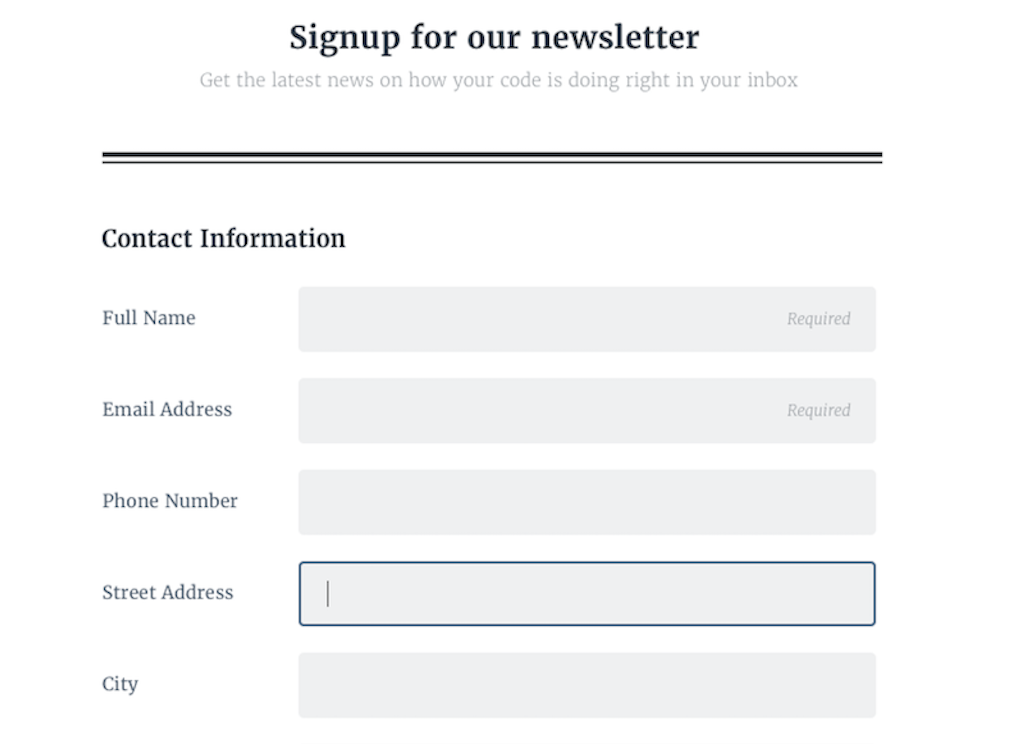 Signup for our newsletter
Get the latest news on how your code is doing right in your inbox
Contact Information
Full Name
Required
Email Address
Required
Phone Number
Street Address
City